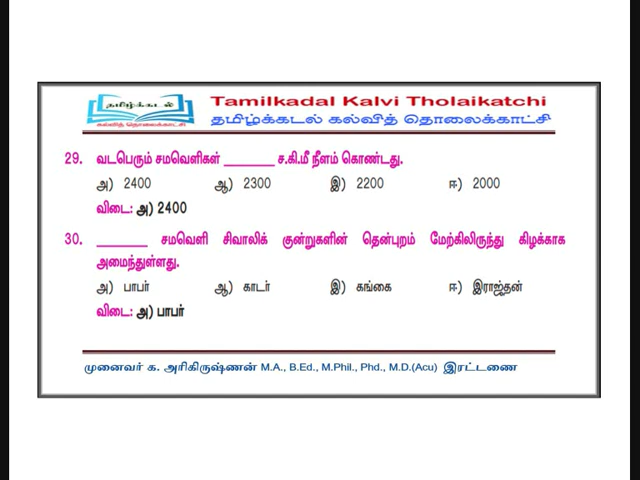 தமிழ்க்கடல்
கல்வித் தொலைக்காட்சி
Tamilkadal Kalvi Tholaikatchi
தமிழ்க்கடல் கல்வித் தொலைக்காட்சி
29. வடபெரும் சமவெளிகள் _______ ச.கி.மீ நீளம் கொண்டது.
அ) 2400 ஆ) 2300 இ) 2200 ஈ) 2000
விடை: அ) 2400
30. _______ சமவெளி சிவாலிக் குன்றுகளின் தென்புறம் மேற்கிலிருந்து கிழக்காக
அமைந்துள்ளது.
அ) பாபர் ஆ) காடர் இ) கங்கை ஈ) இராஜ்தன்
விடை: அ) பாபர்
முனைவர் க. அரிகிருஷ்ணன் M.A., B.Ed., M.Phil., Phd., M.D.(Acu) இரட்டணை